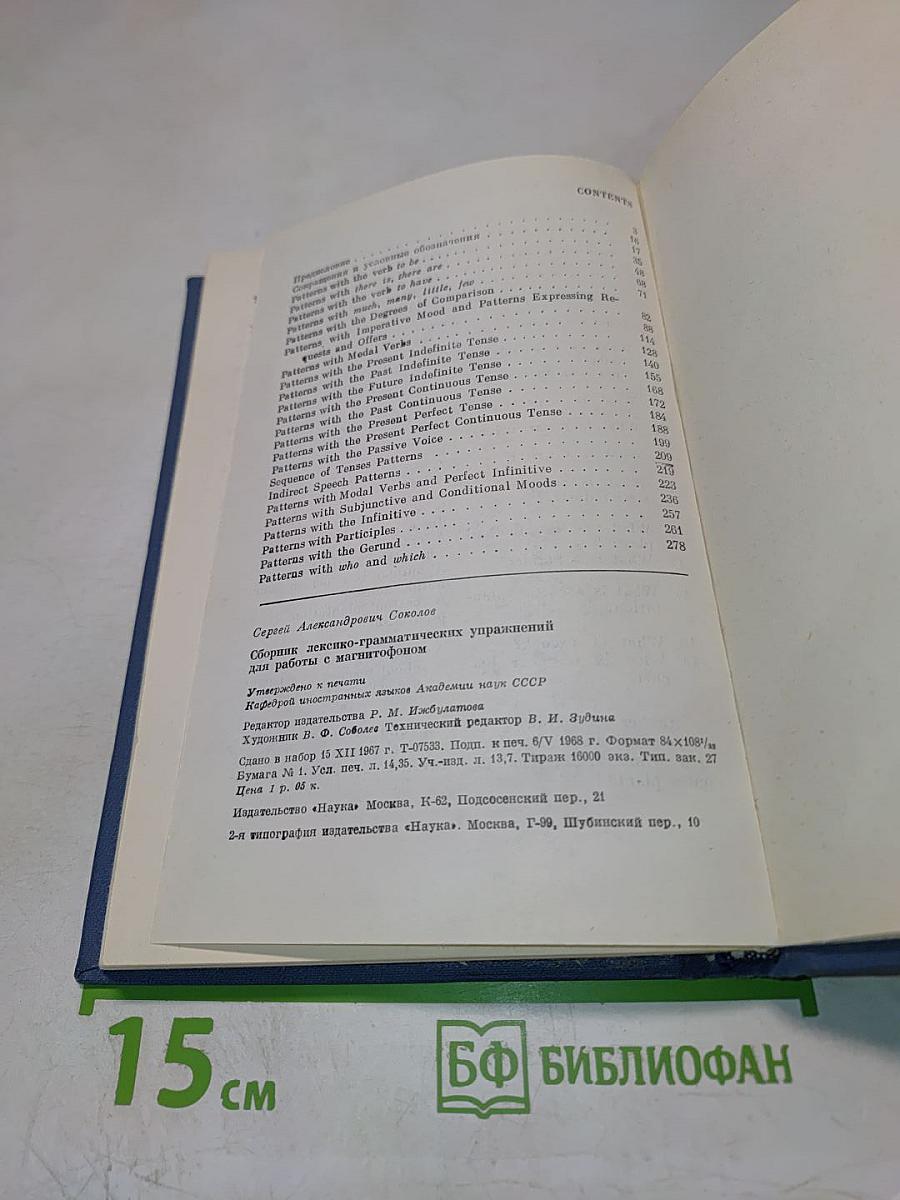 CONTENTS
Предисловие . . . . . . . . . . . . . . . . 3
Сокращения и условные обозначения . . . . . . . . 16
Patterns with the verb to be . . . . . . . . . . . 17
Patterns with there is, there are . . . . . . . . . . 35
Patterns with the verb to have . . . . . . . . . . . 48
Patterns with much, many, little, few . . . . . . . . 68
Patterns with the Degrees of Comparison . . . . . . . 71
Patterns with Imperative Mood and Patterns Expressing Re-
quests and Offers . . . . . . . . . . . . . . . 82
Patterns with Modal Verbs . . . . . . . . . . . . 88
Patterns with the Present Indefinite Tense . . . . . . . 114
Patterns with the Past Indefinite Tense . . . . . . . . 128
Patterns with the Future Indefinite Tense . . . . . . . 140
Patterns with the Present Continuous Tense . . . . . . 155
Patterns with the Past Continuous Tense . . . . . . . 168
Patterns with the Present Perfect Tense . . . . . . . . 172
Patterns with the Present Perfect Continuous Tense . . . . 184
Patterns with the Passive Voice . . . . . . . . . . 188
Sequence of Tenses Patterns . . . . . . . . . . . 199
Indirect Speech Patterns . . . . . . . . . . . . . 209
Patterns with Modal Verbs and Perfect Infinitive . . . . . 219
Patterns with Subjunctive and Conditional Moods . . . . . 223
Patterns with the Infinitive . . . . . . . . . . . . 236
Patterns with Participles . . . . . . . . . . . . . 257
Patterns with the Gerund . . . . . . . . . . . . . 261
Patterns with who and which . . . . . . . . . . . 278
Сергей Александрович Соколов
Сборник лексико-грамматических упражнений
для работы с магнитофоном
Утверждено к печати
Кафедрой иностранных языков Академии наук СССР
Редактор издательства Р. М. Ижбулатова
Художник В. Ф. Соболев Технический редактор В. И. Зудина
Сдано в набор 15 XII 1967 г. Т-07533. Подп. к печ. 6/V 1968 г. Формат 84×108¹/₃₂
Бумага № 1. Усл. печ. л. 14,35. Уч.-изд. л. 13,7. Тираж 16000 экз. Тип. зак. 27
Цена 1 р. 05 к.
Издательство «Наука» Москва, К-62, Подсосенский пер., 21
2-я типография издательства «Наука». Москва, Г-99, Шубинский пер., 10
15 см
БФ БИБЛИОФАН